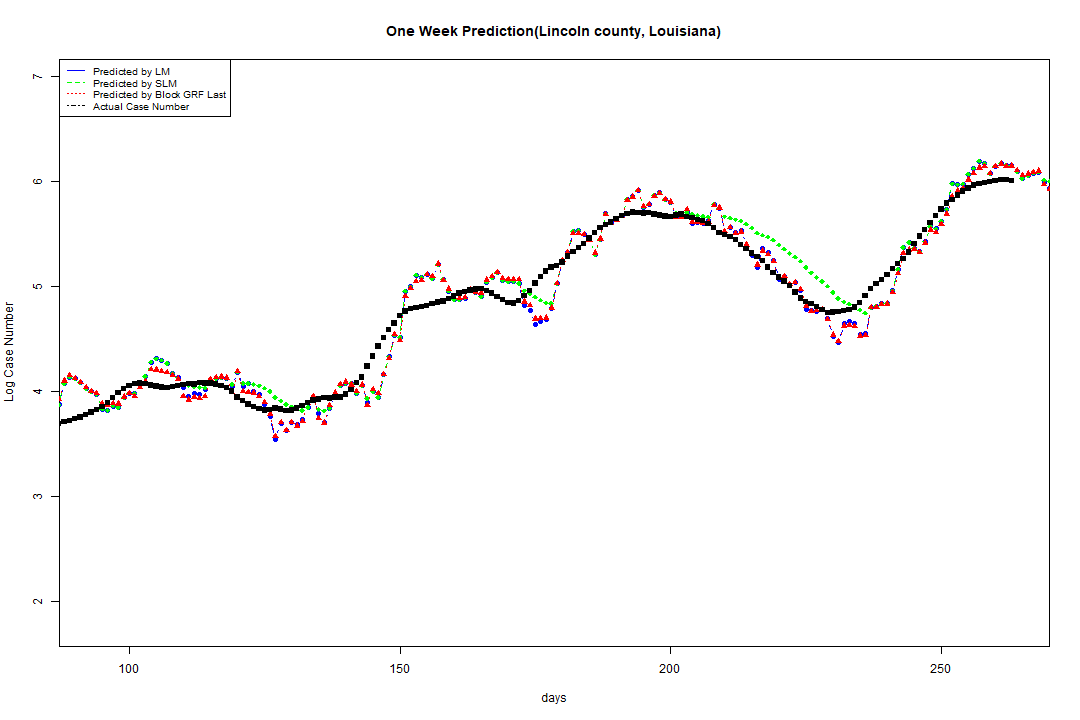 One Week Prediction(Lincoln county, Louisiana)
Predicted by LM
Predicted by SLM
Predicted by Block GRF Last
Actual Case Number
7
6
5
4
3
2
Log Case Number
100 150 200 250
days